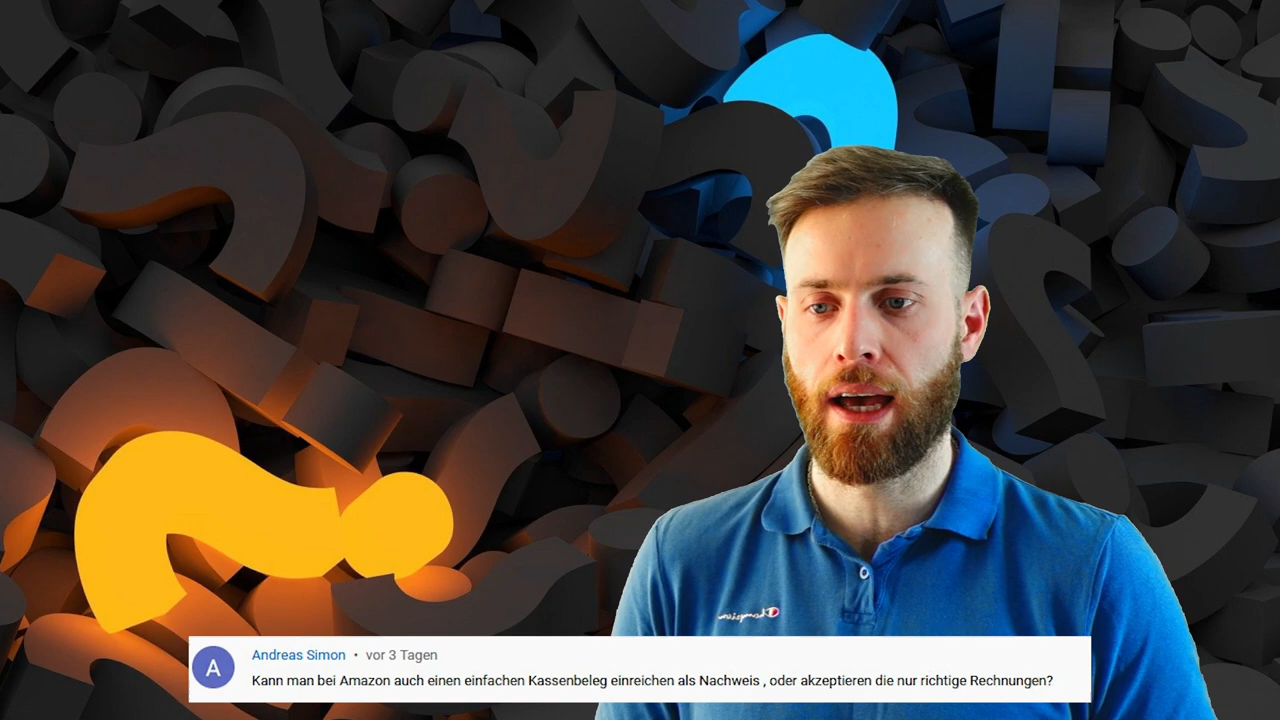 Champion
A
Andreas Simon • vor 3 Tagen
Kann man bei Amazon auch einen einfachen Kassenbeleg einreichen als Nachweis , oder akzeptieren die nur richtige Rechnungen?